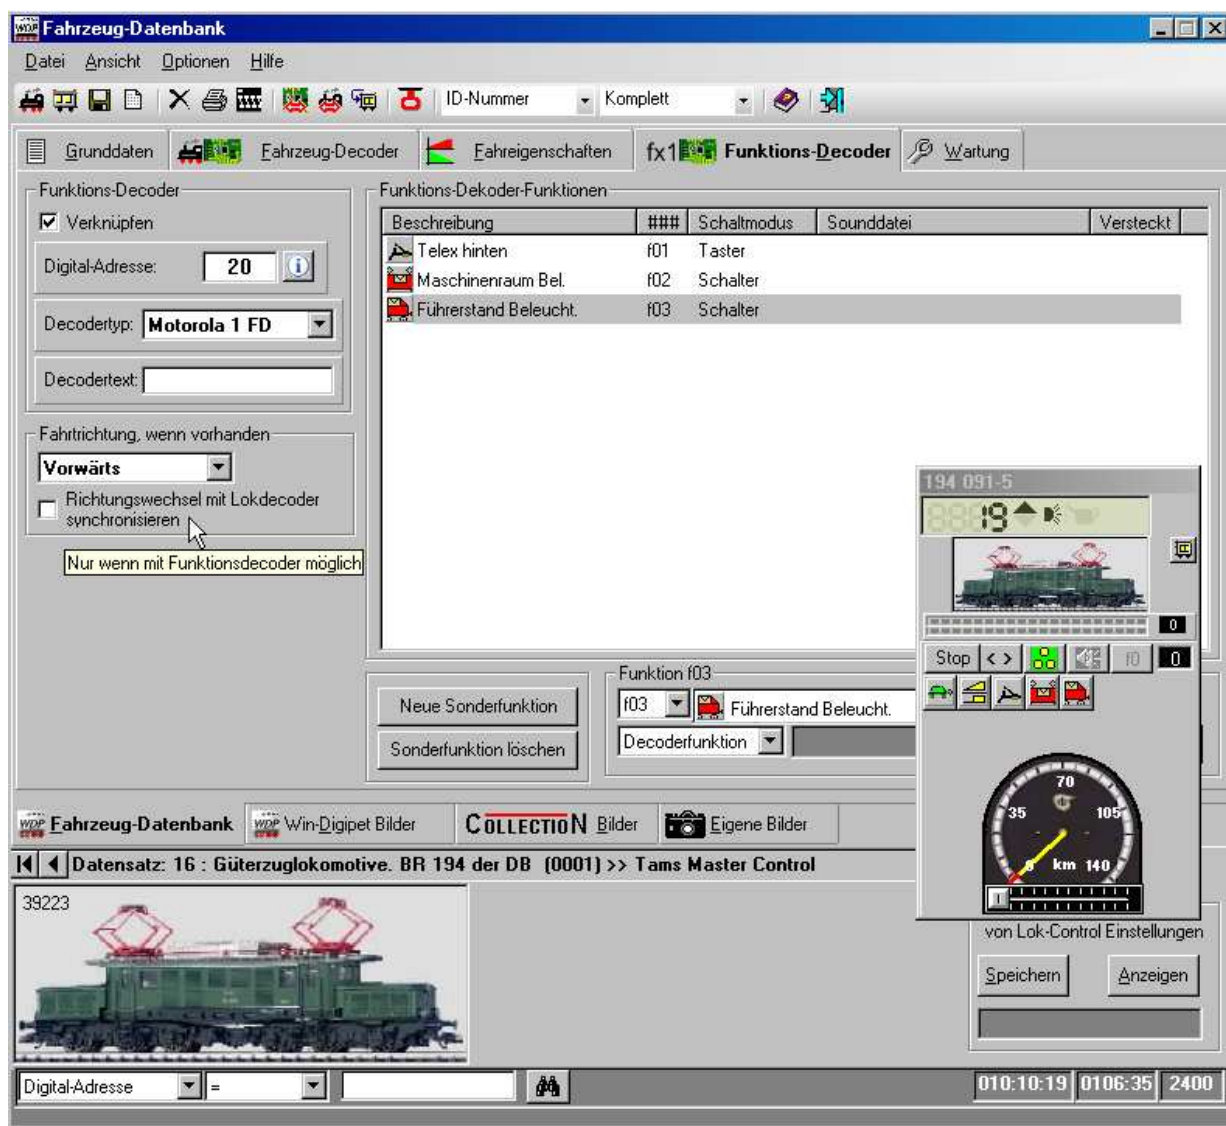 Fahrzeug-Datenbank
Datei Ansicht Optionen Hilfe
ID-Nummer Komplett
Grunddaten Fahrzeug-Decoder Fahreigenschaften fx1 Funktions-Decoder Wartung
Funktions-Decoder
Verknüpfen
Digital-Adresse: 20
Decodertyp: Motorola 1 FD
Decodertext:
Fahrtrichtung, wenn vorhanden
Vorwärts
Richtungswechsel mit Lokdecoder
synchronisieren
Nur wenn mit Funktionsdecoder möglich
Funktions-Dekoder-Funktionen
Beschreibung ### Schaltmodus Sounddatei Versteckt
Telex hinten f01 Taster
Maschinenraum Bel. f02 Schalter
Führerstand Beleucht. f03 Schalter
Neue Sonderfunktion
Sonderfunktion löschen
Funktion f03
f03 Führerstand Beleucht.
Decoderfunktion
194 091-5
19
0
Stop < > f0 0
70
35 105
0 km 140
WDP Fahrzeug-Datenbank WDP Win-Digipet Bilder COLLECTION Bilder Eigene Bilder
Datensatz: 16 : Güterzuglokomotive. BR 194 der DB (0001) >> Tams Master Control
39223
von Lok-Control Einstellungen
Speichern Anzeigen
Digital-Adresse =
010:10:19 0106:35 2400